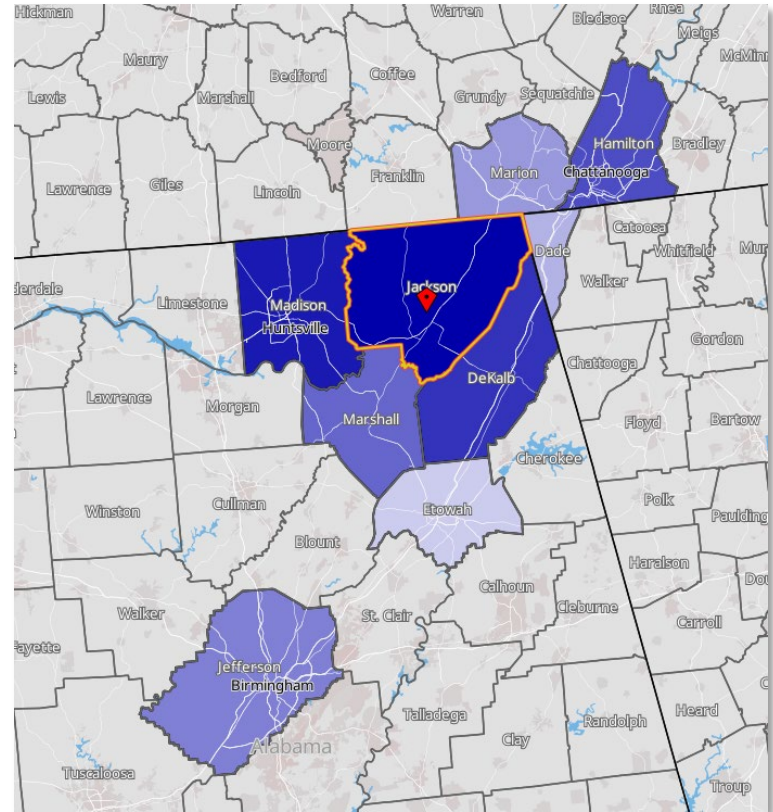 Hickman
Warren
Bledsoe
Rhea
Meigs
Maury
Bedford
Coffee
McMinn
Lewis
Marshall
Grundy
Sequatchie
Moore
Hamilton
Bradley
Lawrence
Giles
Lincoln
Franklin
Marion
Chattanooga
Catoosa
Dade
Whitfield
Mur
Walker
derdale
Limestone
Madison
Huntsville
Jackson
Gordon
Chattooga
DeKalb
Lawrence
Morgan
Marshall
Floyd
Bartow
Cherokee
Winston
Cullman
Etowah
Polk
Paulding
Blount
Haralson
Dou
Walker
St. Clair
Calhoun
Cleburne
Fayette
Carroll
Jefferson
Birmingham
Talladega
Randolph
Heard
Alabama
Clay
Tuscaloosa
Troup